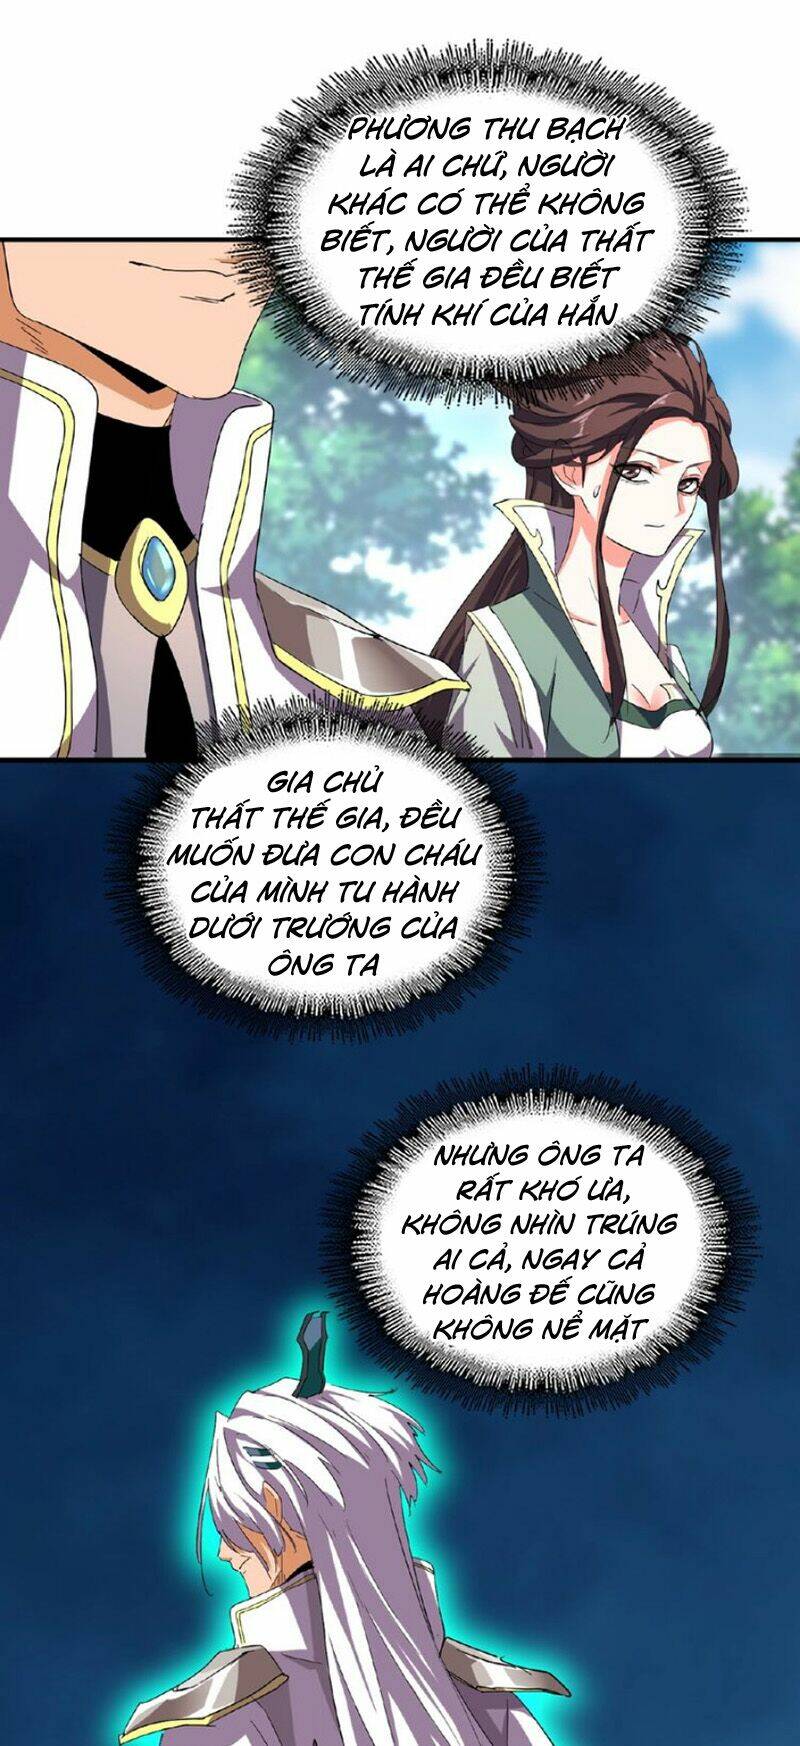 PHƯƠNG THU BẠCH
LÀ AI CHỨ, NGƯỜI
KHÁC CÓ THỂ KHÔNG
BIẾT, NGƯỜI CỦA THẤT
THẾ GIA ĐỀU BIẾT
TÍNH KHÍ CỦA HẮN
GIA CHỦ
THẤT THẾ GIA, ĐỀU
MUỐN ĐƯA CON CHÁU
CỦA MÌNH TU HÀNH
DƯỚI TRƯỚNG CỦA
ÔNG TA
NHƯNG ÔNG TA
RẤT KHÓ ƯA,
KHÔNG NHÌN TRÚNG
AI CẢ, NGAY CẢ
HOÀNG ĐẾ CŨNG
KHÔNG NỂ MẶT